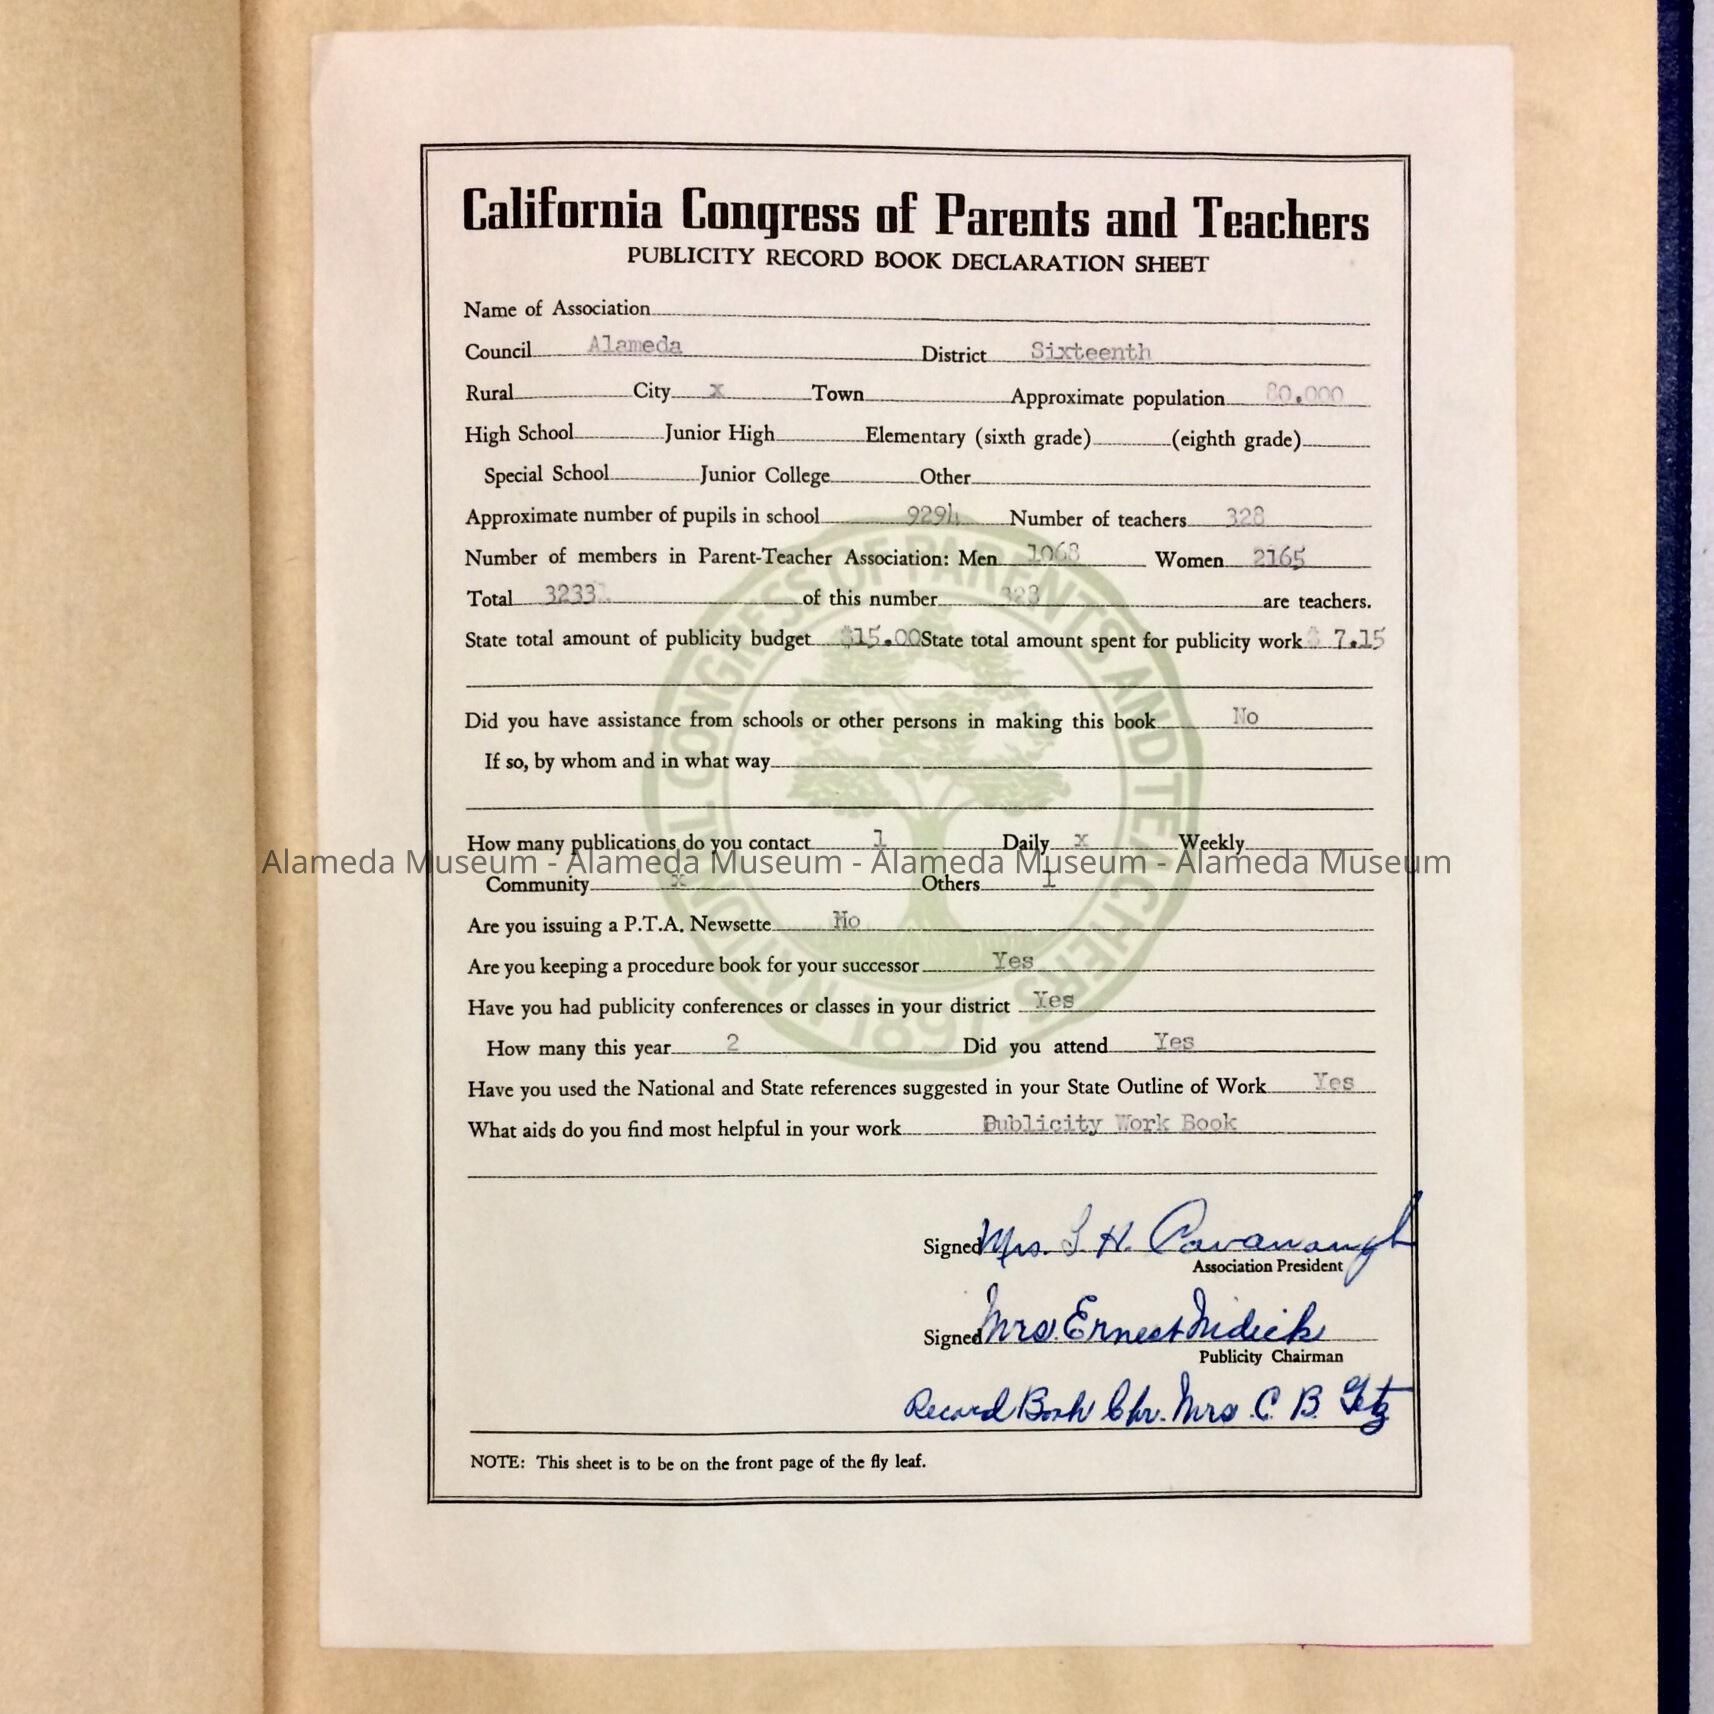 California Congress of Parents and Teachers
PUBLICITY RECORD BOOK DECLARATION SHEET
Name of Association
Council Alameda District Sixteenth
Rural City x Town Approximate population 80.000
High School Junior High Elementary (sixth grade) (eighth grade)
Special School Junior College Other
Approximate number of pupils in school 9294 Number of teachers 328
Number of members in Parent-Teacher Association: Men 1068 Women 2165
Total 3233 of this number 328 are teachers.
State total amount of publicity budget $15.00 State total amount spent for publicity work $ 7.15
Did you have assistance from schools or other persons in making this book No
If so, by whom and in what way
How many publications do you contact 1 Daily x Weekly
Alameda Museum - Alameda Museum - Alameda Museum - Alameda Museum
Community x Others 1
Are you issuing a P.T.A. Newsette No
Are you keeping a procedure book for your successor Yes
Have you had publicity conferences or classes in your district Yes
How many this year 2 Did you attend Yes
Have you used the National and State references suggested in your State Outline of Work Yes
What aids do you find most helpful in your work Publicity Work Book
NATIONAL CONGRESS OF PARENTS AND TEACHERS
1897
Signed Mrs. L. H. Cavanaugh
Association President
Signed Mrs. Ernest Nidick
Publicity Chairman
Record Book Chr. Mrs. C. B. Getz
NOTE: This sheet is to be on the front page of the fly leaf.